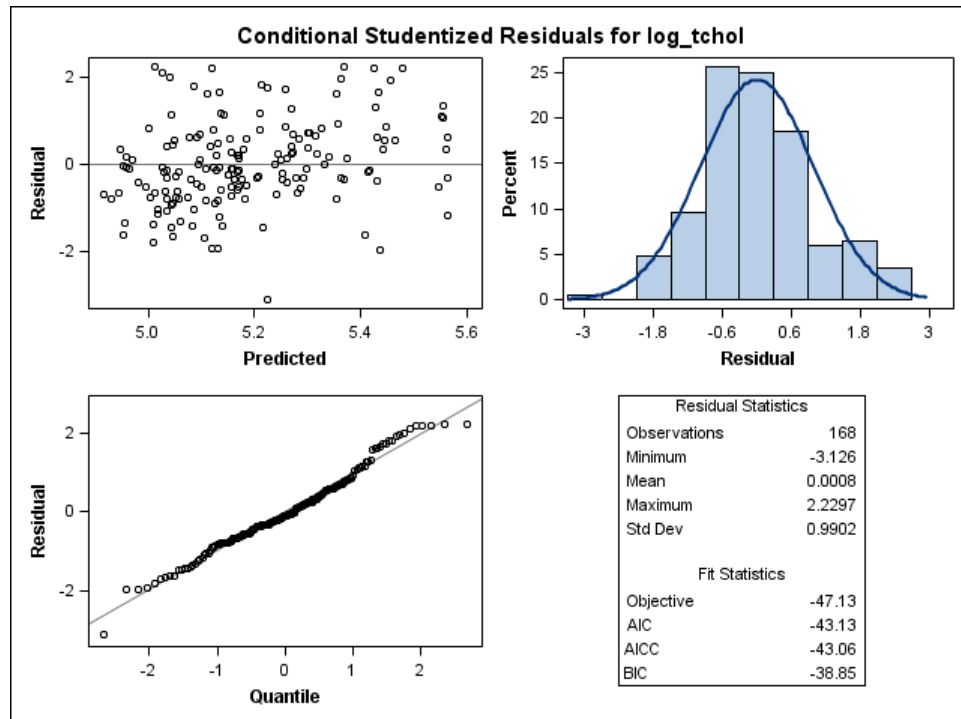 Conditional Studentized Residuals for log_tchol
2
0
-2
Residual
5.0 5.2 5.4 5.6
Predicted
25
20
15
10
5
0
Percent
-3 -1.8 -0.6 0.6 1.8 3
Residual
2
0
-2
Residual
-2 -1 0 1 2
Quantile
Residual Statistics
Observations 168
Minimum -3.126
Mean 0.0008
Maximum 2.2297
Std Dev 0.9902
Fit Statistics
Objective -47.13
AIC -43.13
AICC -43.06
BIC -38.85